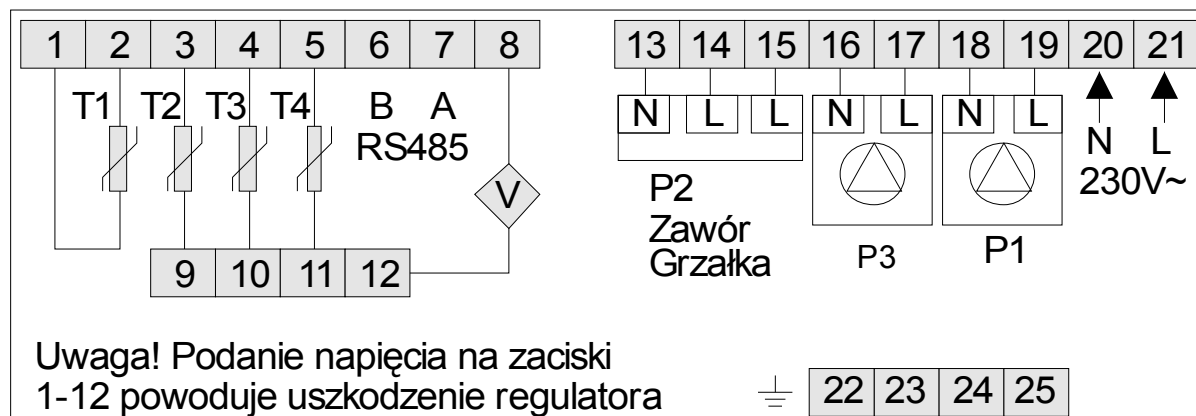 1 2 3 4 5 6 7 8
13 14 15 16 17 18 19 20 21
T1 T2 T3 T4 B A
RS485
V
N L L N L N L N L
230V~
P2
Zawór
Grzałka
P3
P1
9 10 11 12
Uwaga! Podanie napięcia na zaciski
1-12 powoduje uszkodzenie regulatora
22 23 24 25